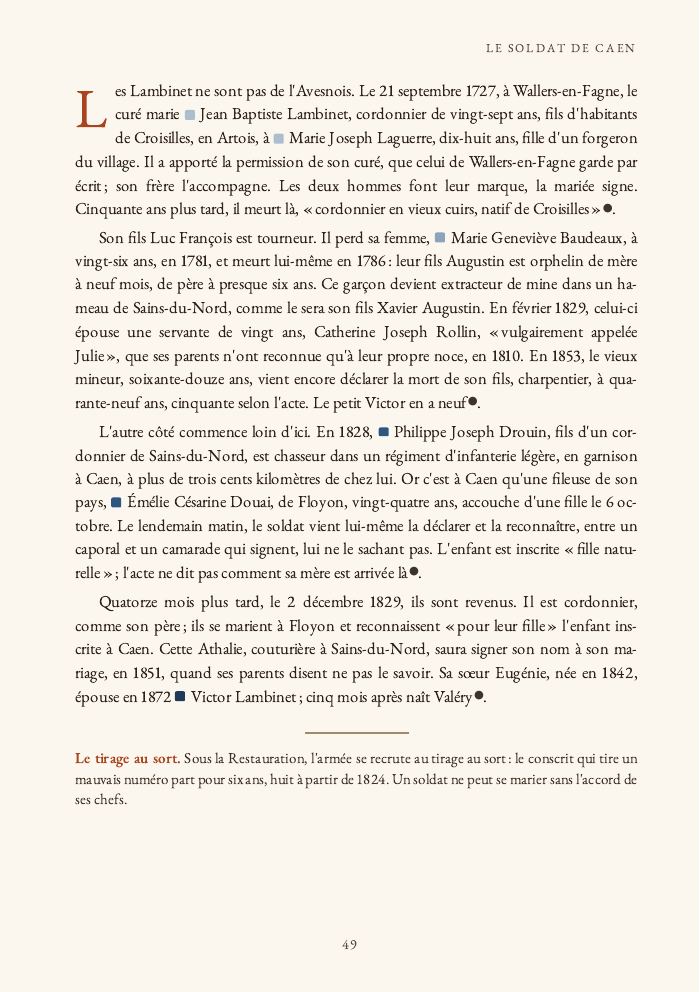 LE SOLDAT DE CAEN
Les Lambinet ne sont pas de l'Avesnois. Le 21 septembre 1727, à Wallers-en-Fagne, le
curé marie Jean Baptiste Lambinet, cordonnier de vingt-sept ans, fils d'habitants
de Croisilles, en Artois, à Marie Joseph Laguerre, dix-huit ans, fille d'un forgeron
du village. Il a apporté la permission de son curé, que celui de Wallers-en-Fagne garde par
écrit ; son frère l'accompagne. Les deux hommes font leur marque, la mariée signe.
Cinquante ans plus tard, il meurt là, « cordonnier en vieux cuirs, natif de Croisilles ».
Son fils Luc François est tourneur. Il perd sa femme, Marie Geneviève Baudeaux, à
vingt-six ans, en 1781, et meurt lui-même en 1786 : leur fils Augustin est orphelin de mère
à neuf mois, de père à presque six ans. Ce garçon devient extracteur de mine dans un ha-
meau de Sains-du-Nord, comme le sera son fils Xavier Augustin. En février 1829, celui-ci
épouse une servante de vingt ans, Catherine Joseph Rollin, « vulgairement appelée
Julie », que ses parents n'ont reconnue qu'à leur propre noce, en 1810. En 1853, le vieux
mineur, soixante-douze ans, vient encore déclarer la mort de son fils, charpentier, à qua-
rante-neuf ans, cinquante selon l'acte. Le petit Victor en a neuf.
L'autre côté commence loin d'ici. En 1828, Philippe Joseph Drouin, fils d'un cor-
donnier de Sains-du-Nord, est chasseur dans un régiment d'infanterie légère, en garnison
à Caen, à plus de trois cents kilomètres de chez lui. Or c'est à Caen qu'une fileuse de son
pays, Émélie Césarine Douai, de Floyon, vingt-quatre ans, accouche d'une fille le 6 oc-
tobre. Le lendemain matin, le soldat vient lui-même la déclarer et la reconnaître, entre un
caporal et un camarade qui signent, lui ne le sachant pas. L'enfant est inscrite « fille natu-
relle » ; l'acte ne dit pas comment sa mère est arrivée là.
Quatorze mois plus tard, le 2 décembre 1829, ils sont revenus. Il est cordonnier,
comme son père ; ils se marient à Floyon et reconnaissent « pour leur fille » l'enfant ins-
crite à Caen. Cette Athalie, couturière à Sains-du-Nord, saura signer son nom à son ma-
riage, en 1851, quand ses parents disent ne pas le savoir. Sa sœur Eugénie, née en 1842,
épouse en 1872 Victor Lambinet ; cinq mois après naît Valéry.
Le tirage au sort. Sous la Restauration, l'armée se recrute au tirage au sort : le conscrit qui tire un
mauvais numéro part pour six ans, huit à partir de 1824. Un soldat ne peut se marier sans l'accord de
ses chefs.
49